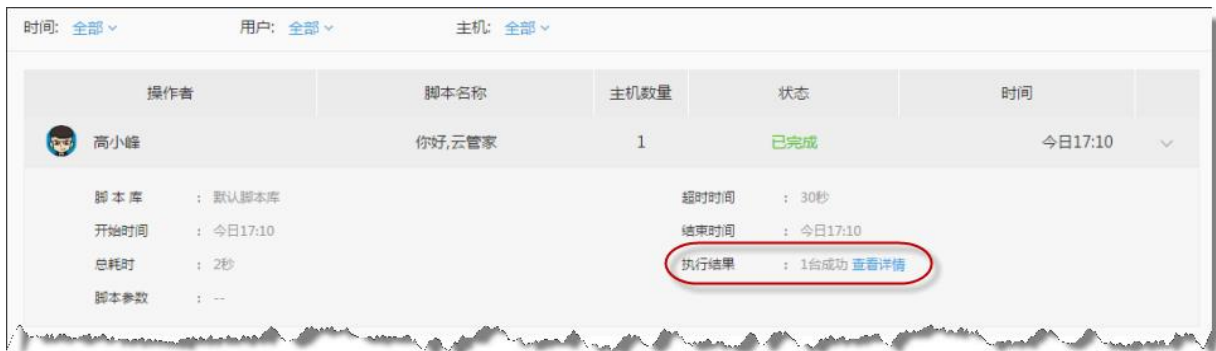 时间: 全部 用户: 全部 主机: 全部
操作者 脚本名称 主机数量 状态 时间
高小峰 你好,云管家 1 已完成 今日17:10
脚本库 : 默认脚本库 超时时间 : 30秒
开始时间 : 今日17:10 结束时间 : 今日17:10
总耗时 : 2秒 执行结果 : 1台成功 查看详情
脚本参数 : --